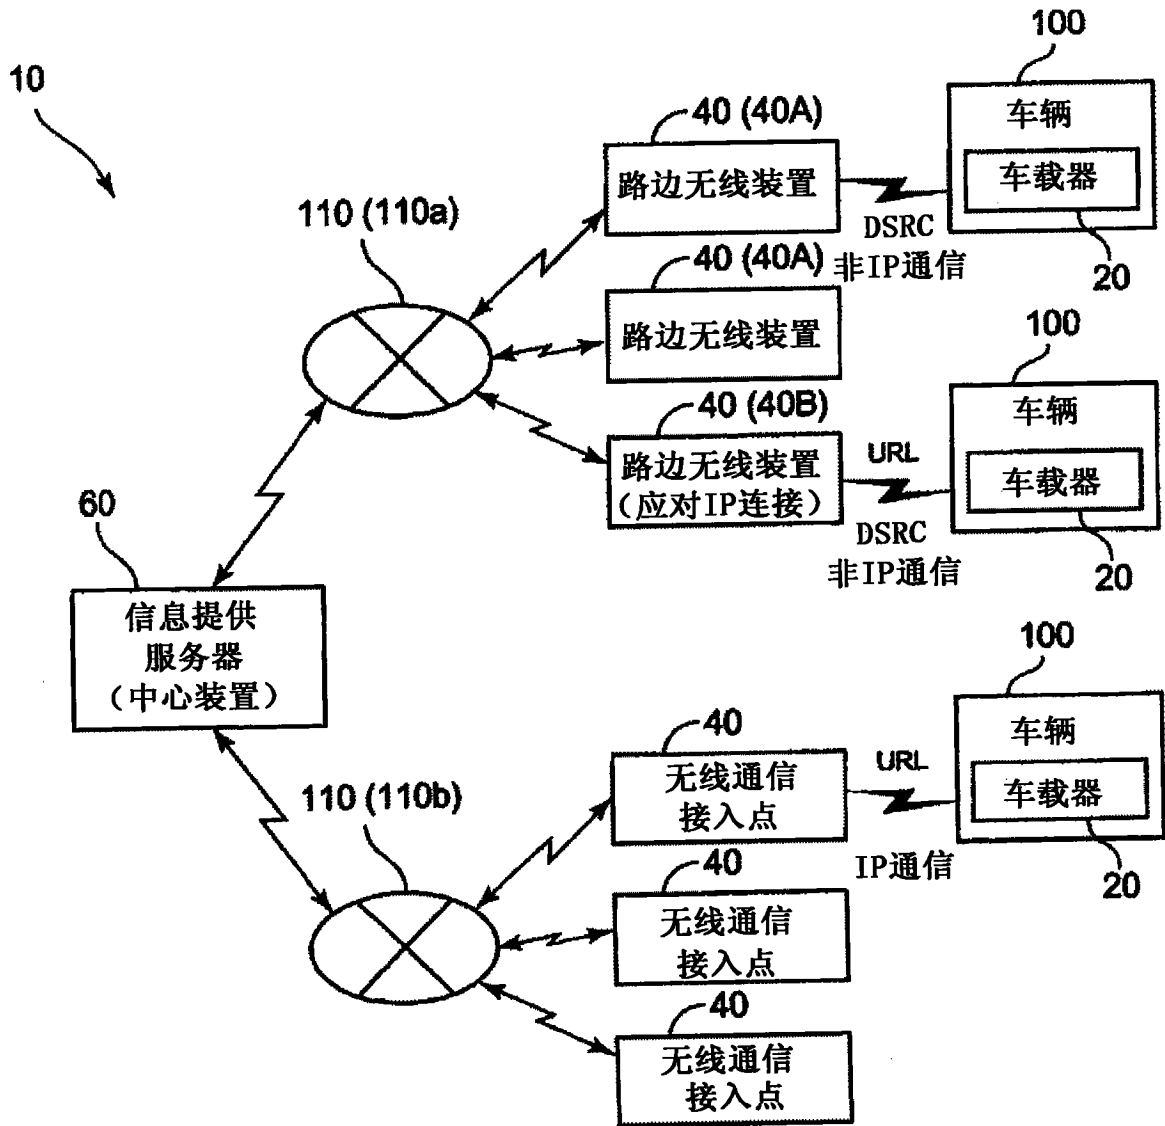 10
100
车辆
车载器
20
40 (40A)
路边无线装置
DSRC
非IP通信
110 (110a)
40 (40A)
路边无线装置
100
车辆
车载器
20
40 (40B)
路边无线装置
(应对IP连接)
URL
DSRC
非IP通信
60
信息提供
服务器
(中心装置)
100
车辆
车载器
20
40
无线通信
接入点
URL
IP通信
110 (110b)
40
无线通信
接入点
40
无线通信
接入点